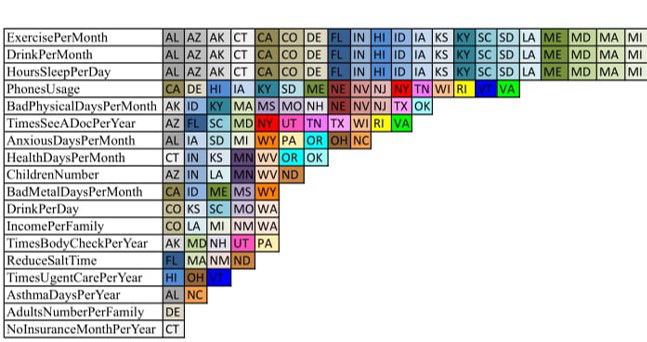 ExercisePerMonth AL AZ AK CT CA CO DE FL IN HI ID IA KS KY SC SD LA ME MD MA MI
DrinkPerMonth AL AZ AK CT CA CO DE FL IN HI ID IA KS KY SC SD LA ME MD MA MI
HoursSleepPerDay AL AZ AK CT CA CO DE FL IN HI ID IA KS KY SC SD LA ME MD MA MI
PhonesUsage CA DE HI IA KY SD ME NE NV NJ NY TN WI RI VT VA
BadPhysicalDaysPerMonth AK ID KY MA MS MO NH NE NV NJ TX OK
TimesSeeADocPerYear AZ FL SC MD NY UT TN TX WI RI VA
AnxiousDaysPerMonth AL IA SD MI WY PA OR OH NC
HealthDaysPerMonth CT IN KS MN WV OR OK
ChildrenNumber AZ IN LA MN WV ND
BadMetalDaysPerMonth CA ID ME MS WY
DrinkPerDay CO KS SC MO WA
IncomePerFamily CO LA MI NM WA
TimesBodyCheckPerYear AK MD NH UT PA
ReduceSaltTime FL MA NM ND
TimesUgentCarePerYear HI OH VT
AsthmaDaysPerYear AL NC
AdultsNumberPerFamily DE
NoInsuranceMonthPerYear CT